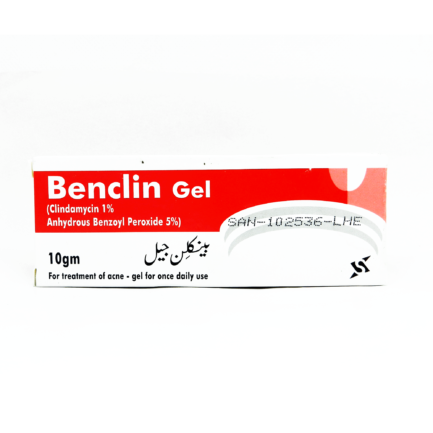 Benclin Gel
(Clindamycin 1%
Anhydrous Benzoyl Peroxide 5%)
SAN-102536-LHE
10gm
بینکلن جیل
For treatment of acne - gel for once daily use